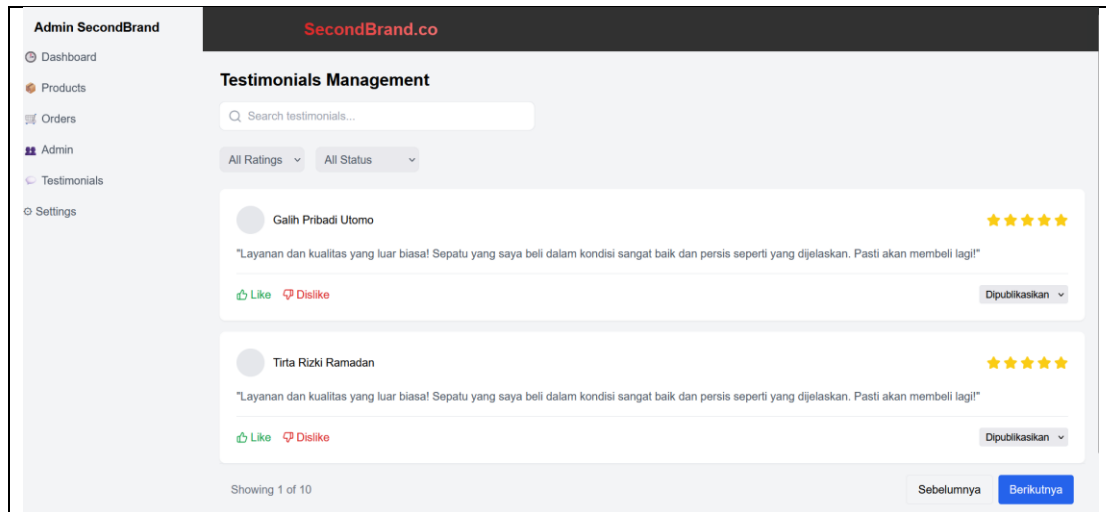 Admin SecondBrand
Dashboard
Products
Orders
Admin
Testimonials
Settings
SecondBrand.co
Testimonials Management
Search testimonials...
All Ratings
All Status
Galih Pribadi Utomo
"Layanan dan kualitas yang luar biasa! Sepatu yang saya beli dalam kondisi sangat baik dan persis seperti yang dijelaskan. Pasti akan membeli lagi!"
Like Dislike
Dipublikasikan
Tirta Rizki Ramadan
"Layanan dan kualitas yang luar biasa! Sepatu yang saya beli dalam kondisi sangat baik dan persis seperti yang dijelaskan. Pasti akan membeli lagi!"
Like Dislike
Dipublikasikan
Showing 1 of 10
Sebelumnya
Berikutnya